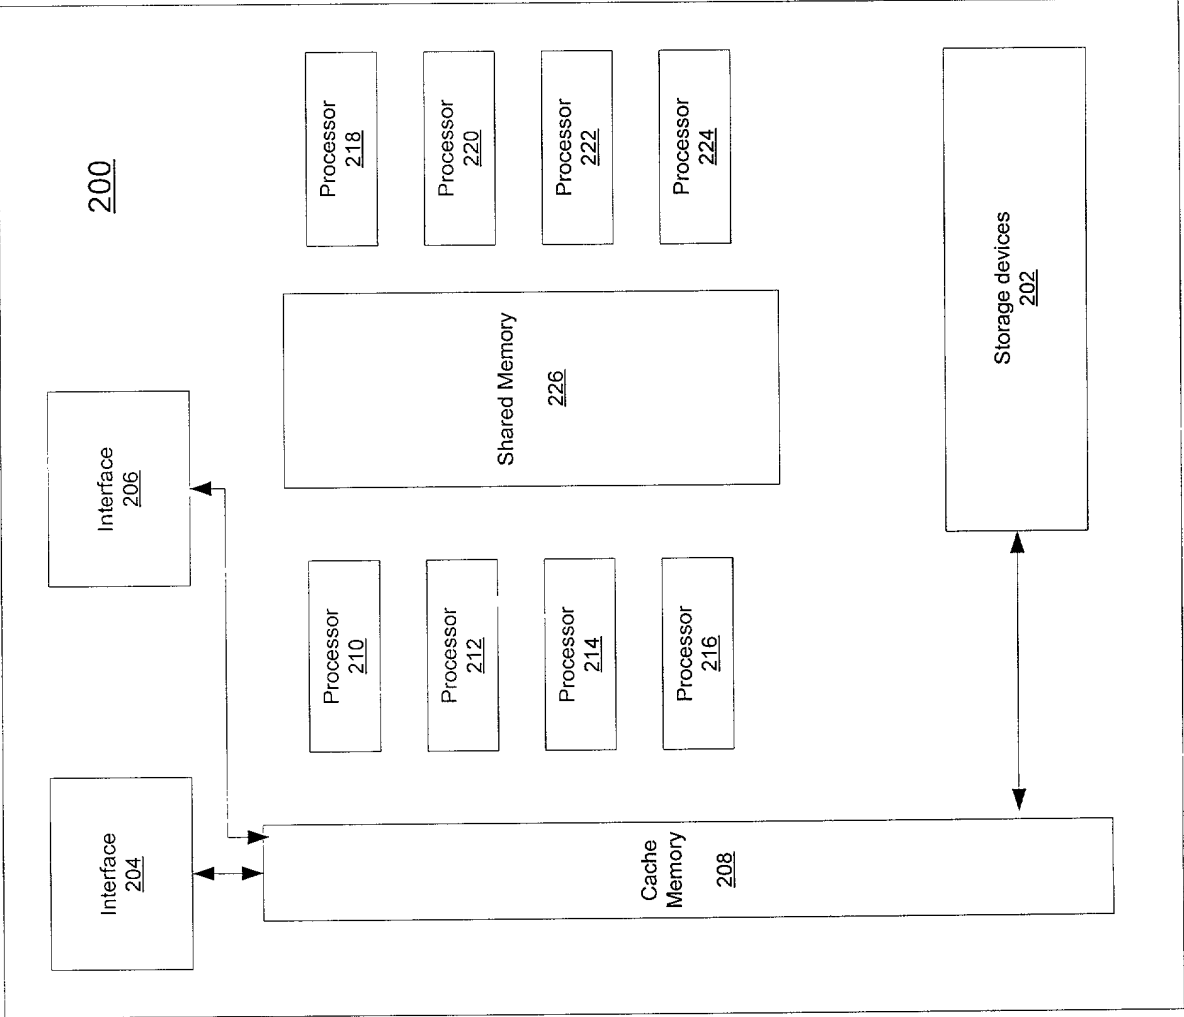 200
Interface
204
Interface
206
Cache
Memory
208
Processor
210
Processor
212
Processor
214
Processor
216
Shared Memory
226
Processor
218
Processor
220
Processor
222
Processor
224
Storage devices
202